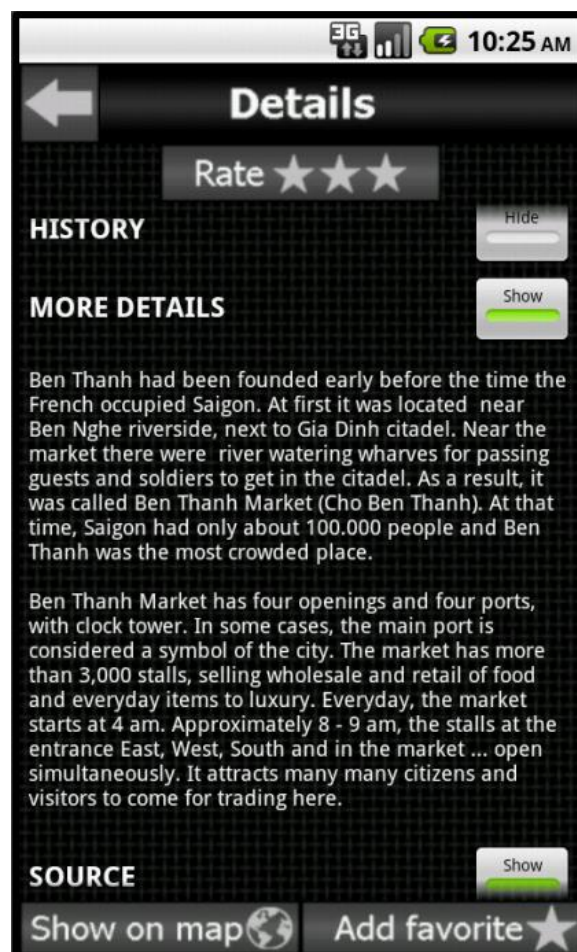 3G 10:25 AM
Details
Rate
HISTORY
Hide
MORE DETAILS
Show
Ben Thanh had been founded early before the time the
French occupied Saigon. At first it was located  near
Ben Nghe riverside, next to Gia Dinh citadel. Near the
market there were  river watering wharves for passing
guests and soldiers to get in the citadel. As a result, it
was called Ben Thanh Market (Cho Ben Thanh). At that
time, Saigon had only about 100.000 people and Ben
Thanh was the most crowded place.
Ben Thanh Market has four openings and four ports,
with clock tower. In some cases, the main port is
considered a symbol of the city. The market has more
than 3,000 stalls, selling wholesale and retail of food
and everyday items to luxury. Everyday, the market
starts at 4 am. Approximately 8 - 9 am, the stalls at the
entrance East, West, South and in the market ... open
simultaneously. It attracts many many citizens and
visitors to come for trading here.
SOURCE
Show
Show on map
Add favorite